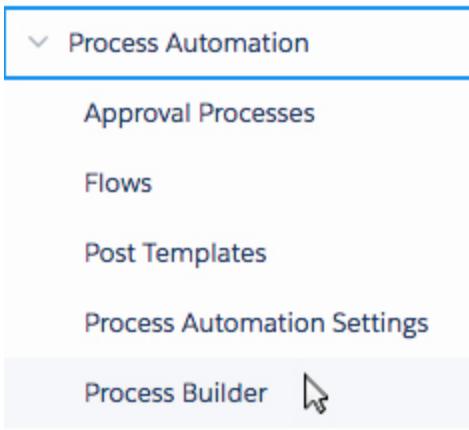 Process Automation
Approval Processes
Flows
Post Templates
Process Automation Settings
Process Builder